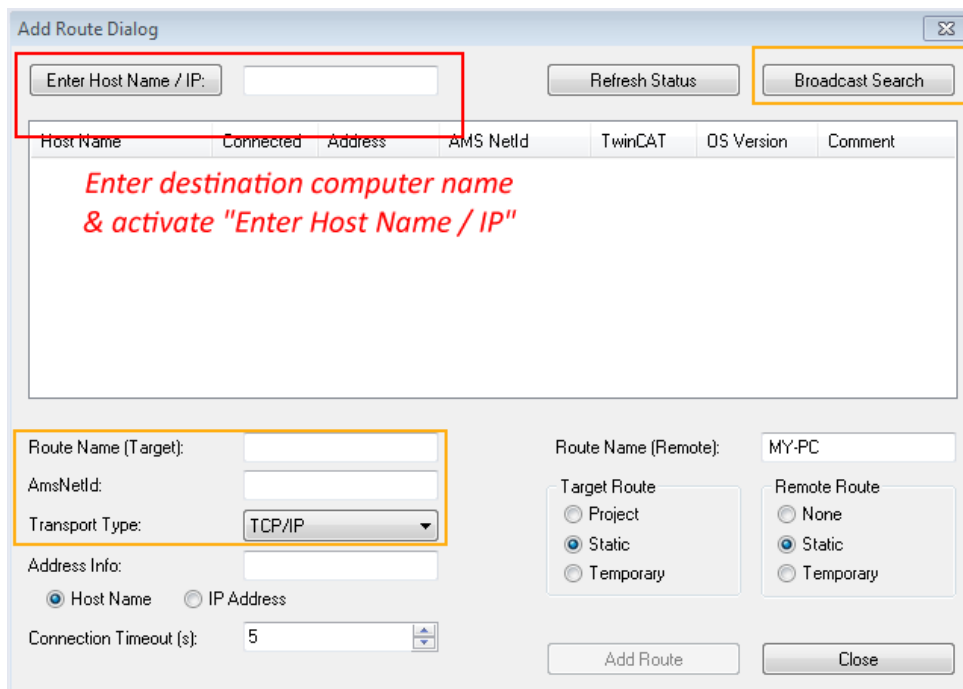 Add Route Dialog
Enter Host Name / IP:
Refresh Status
Broadcast Search
Host Name Connected Address AMS NetId TwinCAT OS Version Comment
Enter destination computer name
& activate "Enter Host Name / IP"
Route Name (Target):
AmsNetId:
Transport Type: TCP/IP
Address Info:
Host Name IP Address
Connection Timeout (s): 5
Route Name (Remote): MY-PC
Target Route
Project
Static
Temporary
Remote Route
None
Static
Temporary
Add Route
Close